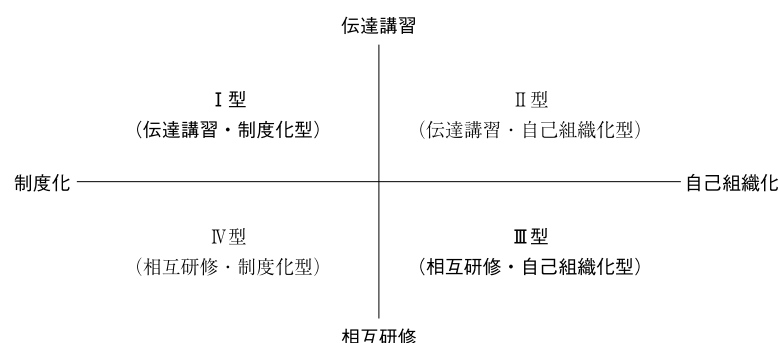 伝達講習
Ⅰ型
(伝達講習・制度化型)
Ⅱ型
(伝達講習・自己組織化型)
制度化
自己組織化
Ⅳ型
(相互研修・制度化型)
Ⅲ型
(相互研修・自己組織化型)
相互研修